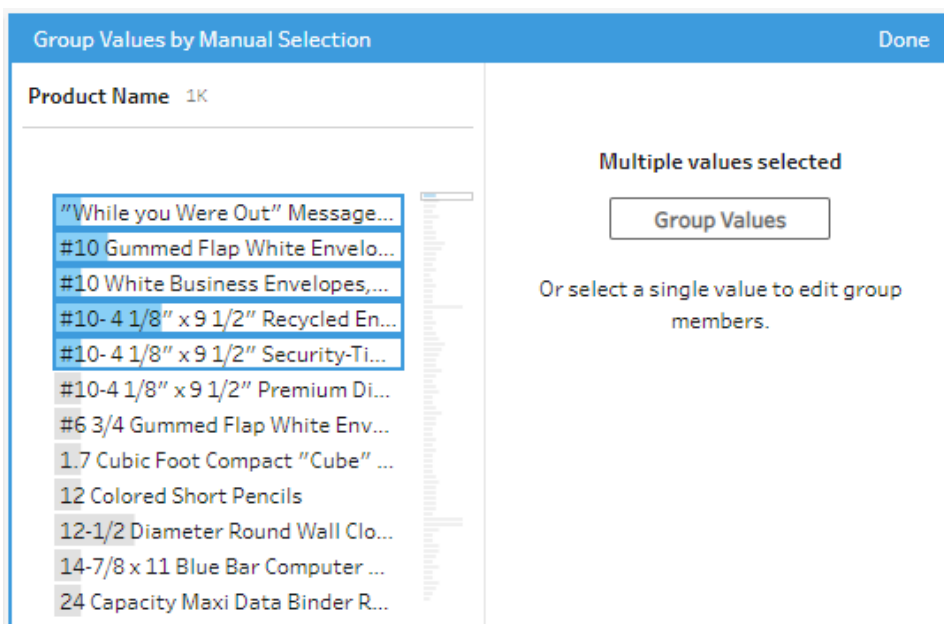 Group Values by Manual Selection Done
Product Name 1K
"While you Were Out" Message...
#10 Gummed Flap White Envelo...
#10 White Business Envelopes,...
#10- 4 1/8" x 9 1/2" Recycled En...
#10- 4 1/8" x 9 1/2" Security-Ti...
#10-4 1/8" x 9 1/2" Premium Di...
#6 3/4 Gummed Flap White Env...
1.7 Cubic Foot Compact "Cube" ...
12 Colored Short Pencils
12-1/2 Diameter Round Wall Clo...
14-7/8 x 11 Blue Bar Computer ...
24 Capacity Maxi Data Binder R...
Multiple values selected
Group Values
Or select a single value to edit group
members.